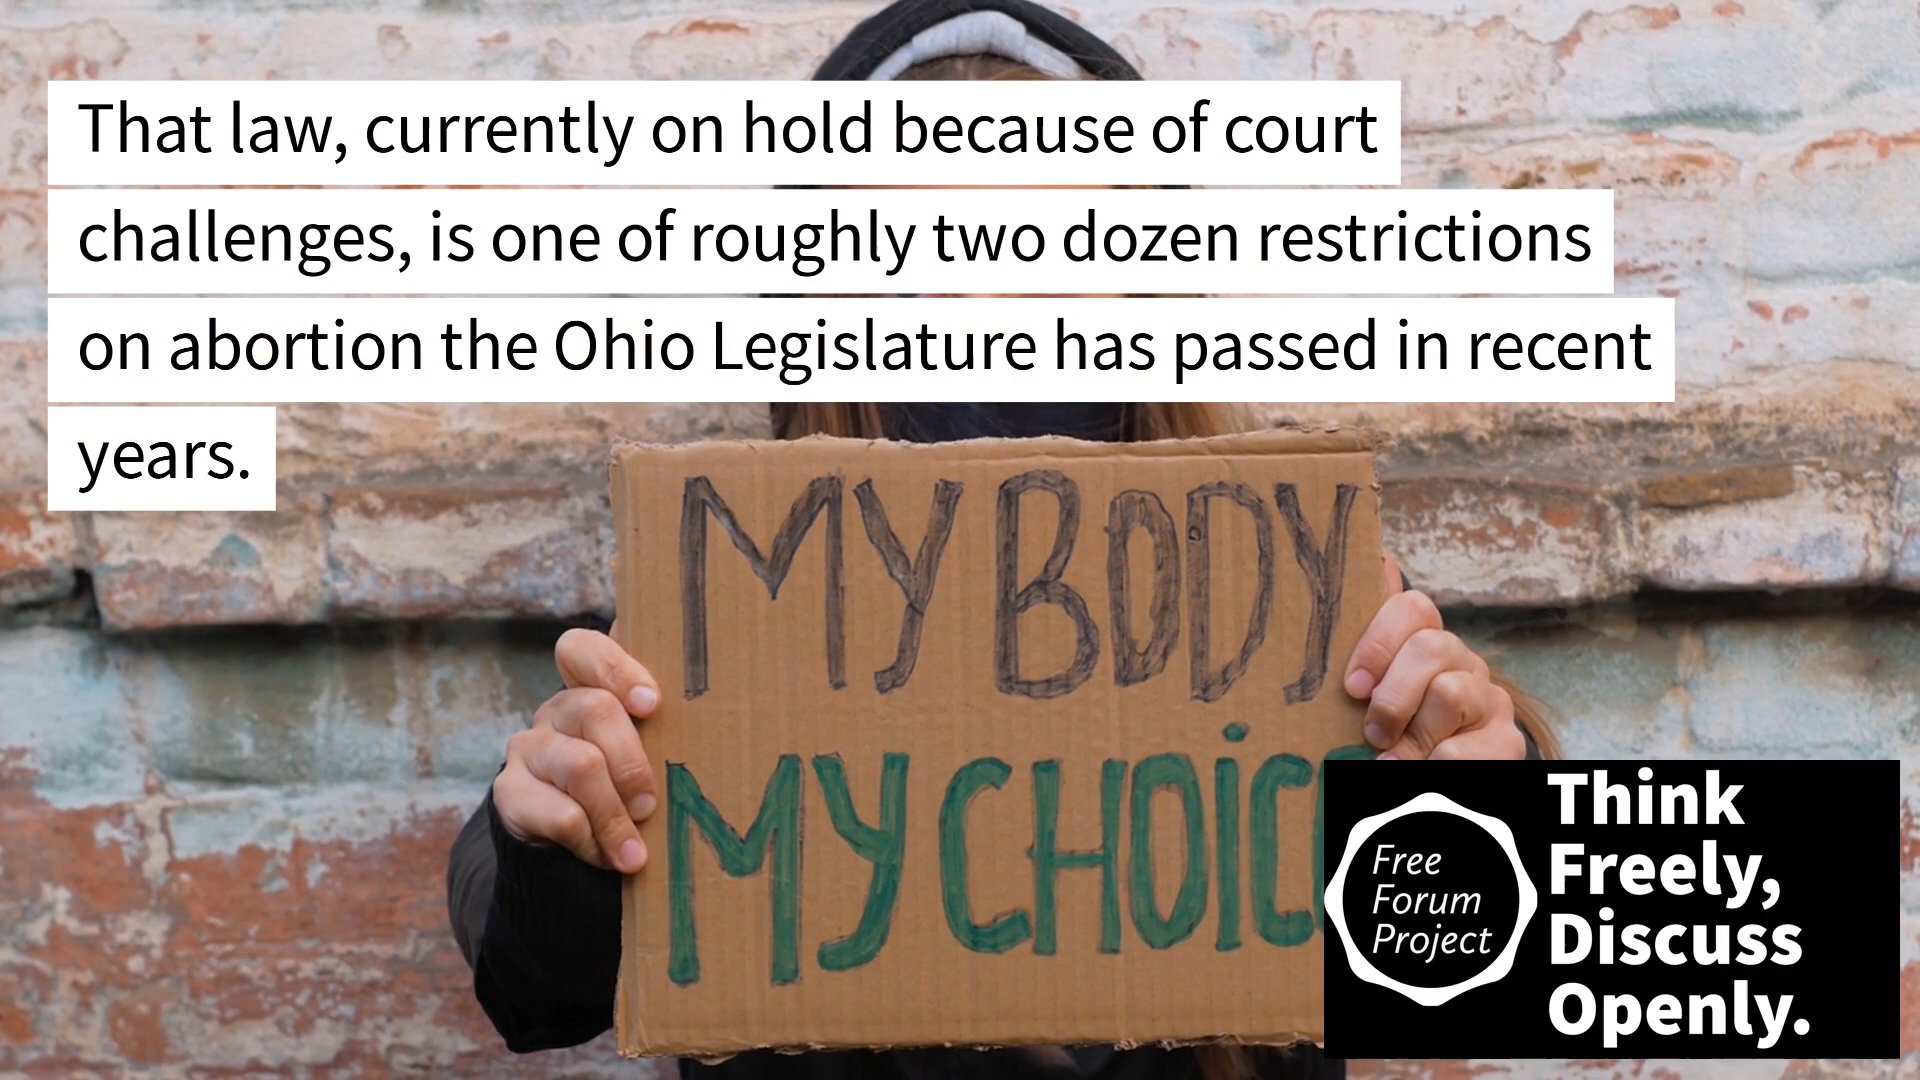 That law, currently on hold because of court
challenges, is one of roughly two dozen restrictions
on abortion the Ohio Legislature has passed in recent
years.
MY BODY
MY CHOIC
Free
Forum
Project
Think
Freely,
Discuss
Openly.